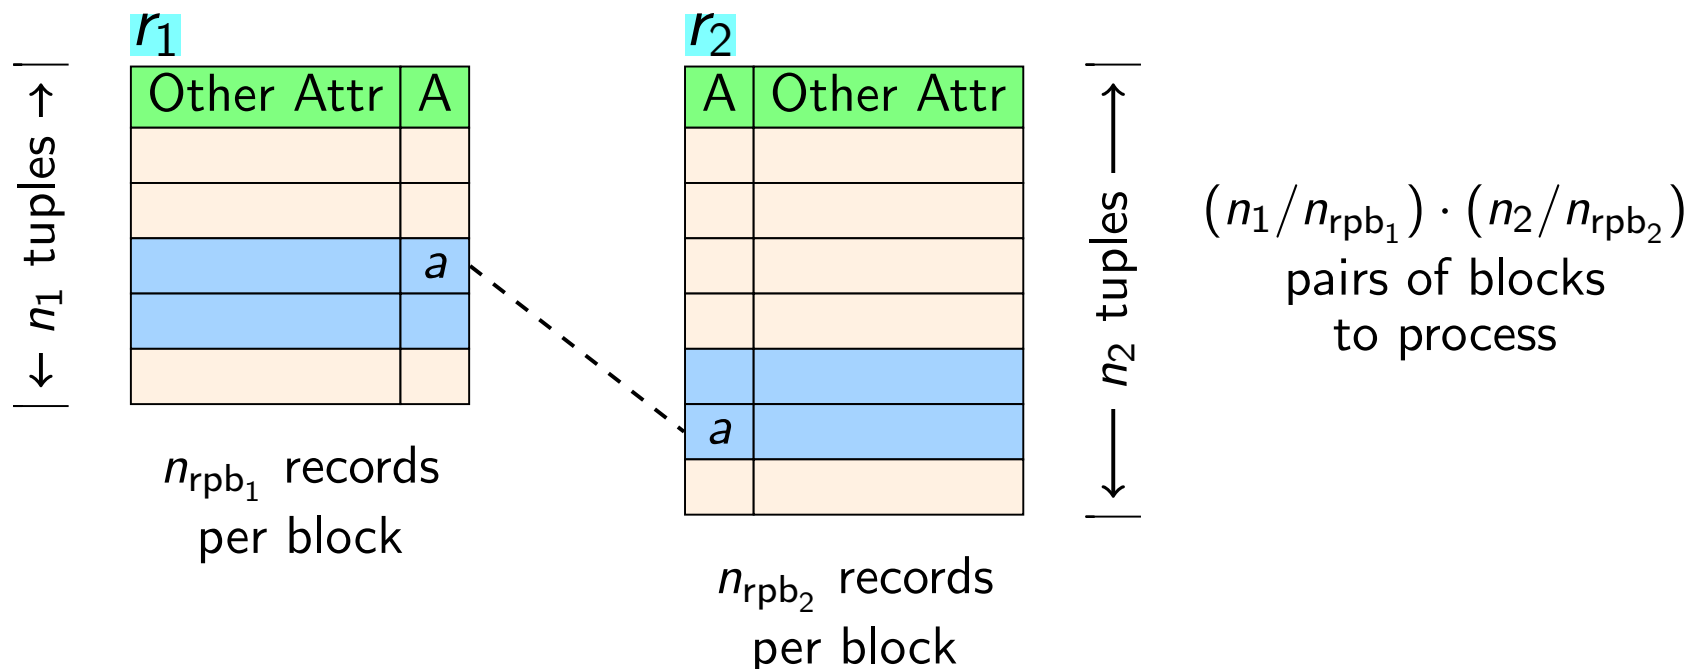 r₁
Other Attr A
a
← n₁ tuples →
n_rpb₁ records
per block
r₂
A Other Attr
a
← n₂ tuples →
n_rpb₂ records
per block
(n₁/n_rpb₁) · (n₂/n_rpb₂)
pairs of blocks
to process